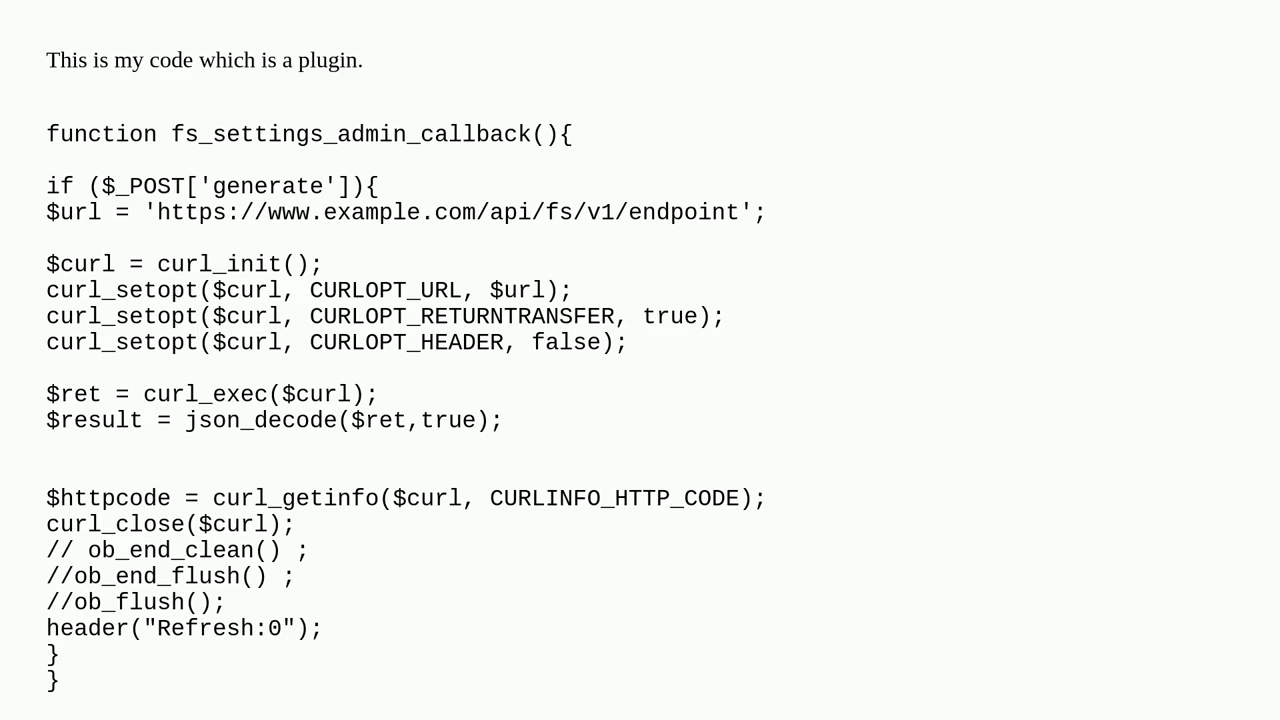 This is my code which is a plugin.
function fs_settings_admin_callback(){
if ($_POST['generate']){
$url = 'https://www.example.com/api/fs/v1/endpoint';
$curl = curl_init();
curl_setopt($curl, CURLOPT_URL, $url);
curl_setopt($curl, CURLOPT_RETURNTRANSFER, true);
curl_setopt($curl, CURLOPT_HEADER, false);
$ret = curl_exec($curl);
$result = json_decode($ret,true);
$httpcode = curl_getinfo($curl, CURLINFO_HTTP_CODE);
curl_close($curl);
// ob_end_clean() ;
//ob_end_flush() ;
//ob_flush();
header("Refresh:0");
}
}